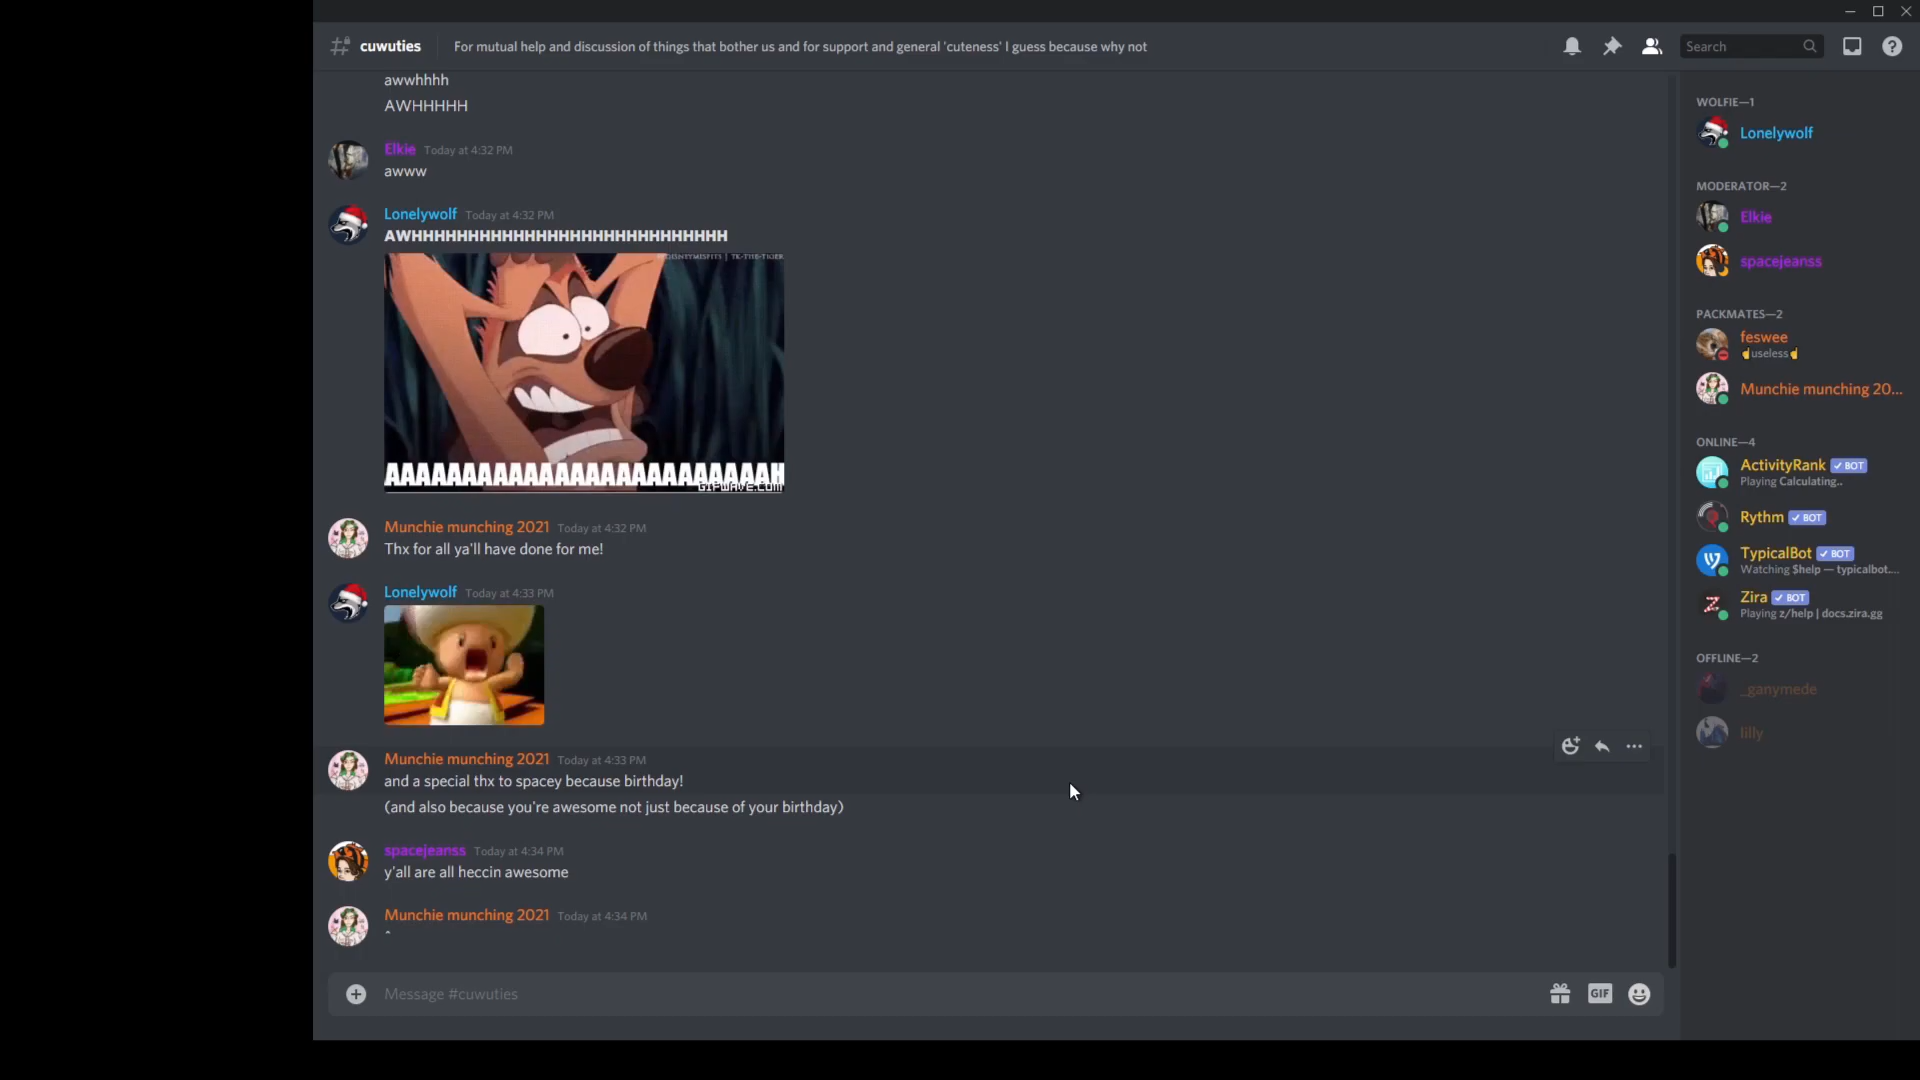 cuwuties
For mutual help and discussion of things that bother us and for support and general 'cuteness' I guess because why not
Search
awwhhhh
AWHHHHH
Elkie Today at 4:32 PM
awww
Lonelywolf Today at 4:32 PM
AWHHHHHHHHHHHHHHHHHHHHHHHHHHHH
TK-THE-TIGER
AAAAAAAAAAAAAAAAAAAAAAAAH
GIFWAVE.COM
Munchie munching 2021 Today at 4:32 PM
Thx for all ya'll have done for me!
Lonelywolf Today at 4:33 PM
Munchie munching 2021 Today at 4:33 PM
and a special thx to spacey because birthday!
(and also because you're awesome not just because of your birthday)
spacejeanss Today at 4:34 PM
y'all are all heccin awesome
Munchie munching 2021 Today at 4:34 PM
^
Message #cuwuties
GIF
WOLFIE—1
Lonelywolf
MODERATOR—2
Elkie
spacejeanss
PACKMATES—2
feswee
☝useless☝
Munchie munching 20...
ONLINE—4
ActivityRank ✓ BOT
Playing Calculating..
Rythm ✓ BOT
TypicalBot ✓ BOT
Watching $help — typicalbot....
Zira ✓ BOT
Playing z/help | docs.zira.gg
OFFLINE—2
_ganymede
lilly